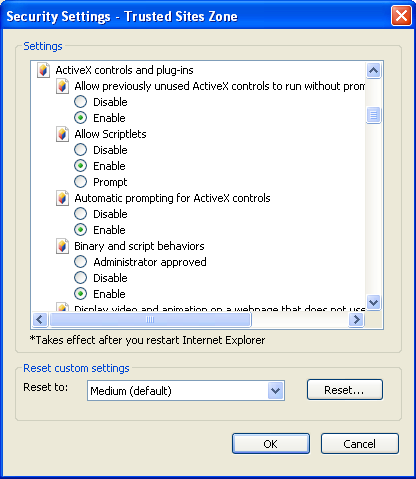 Security Settings - Trusted Sites Zone
Settings
ActiveX controls and plug-ins
Allow previously unused ActiveX controls to run without prom
Disable
Enable
Allow Scriptlets
Disable
Enable
Prompt
Automatic prompting for ActiveX controls
Disable
Enable
Binary and script behaviors
Administrator approved
Disable
Enable
Display video and animation on a webpage that does not use
*Takes effect after you restart Internet Explorer
Reset custom settings
Reset to: Medium (default) Reset...
OK Cancel